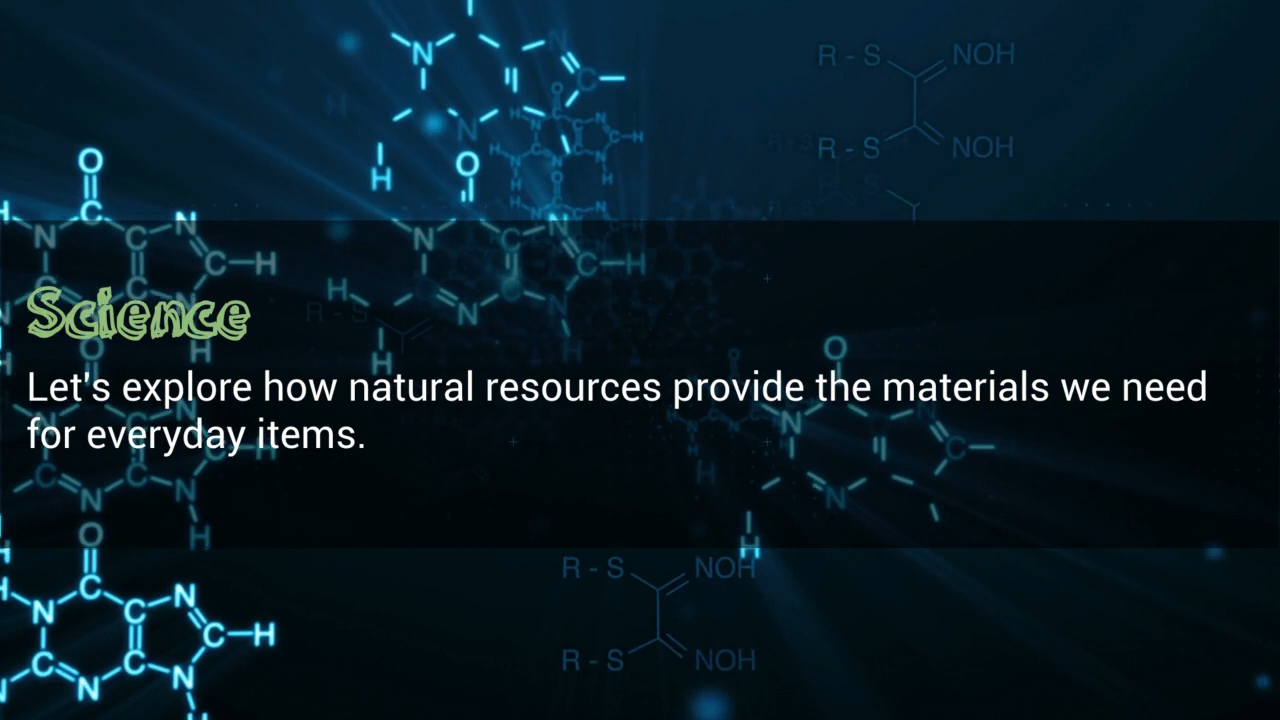 Science
Let's explore how natural resources provide the materials we need
for everyday items.
R - S NOH
R - S NOH
R - S NOH
R - S NOH